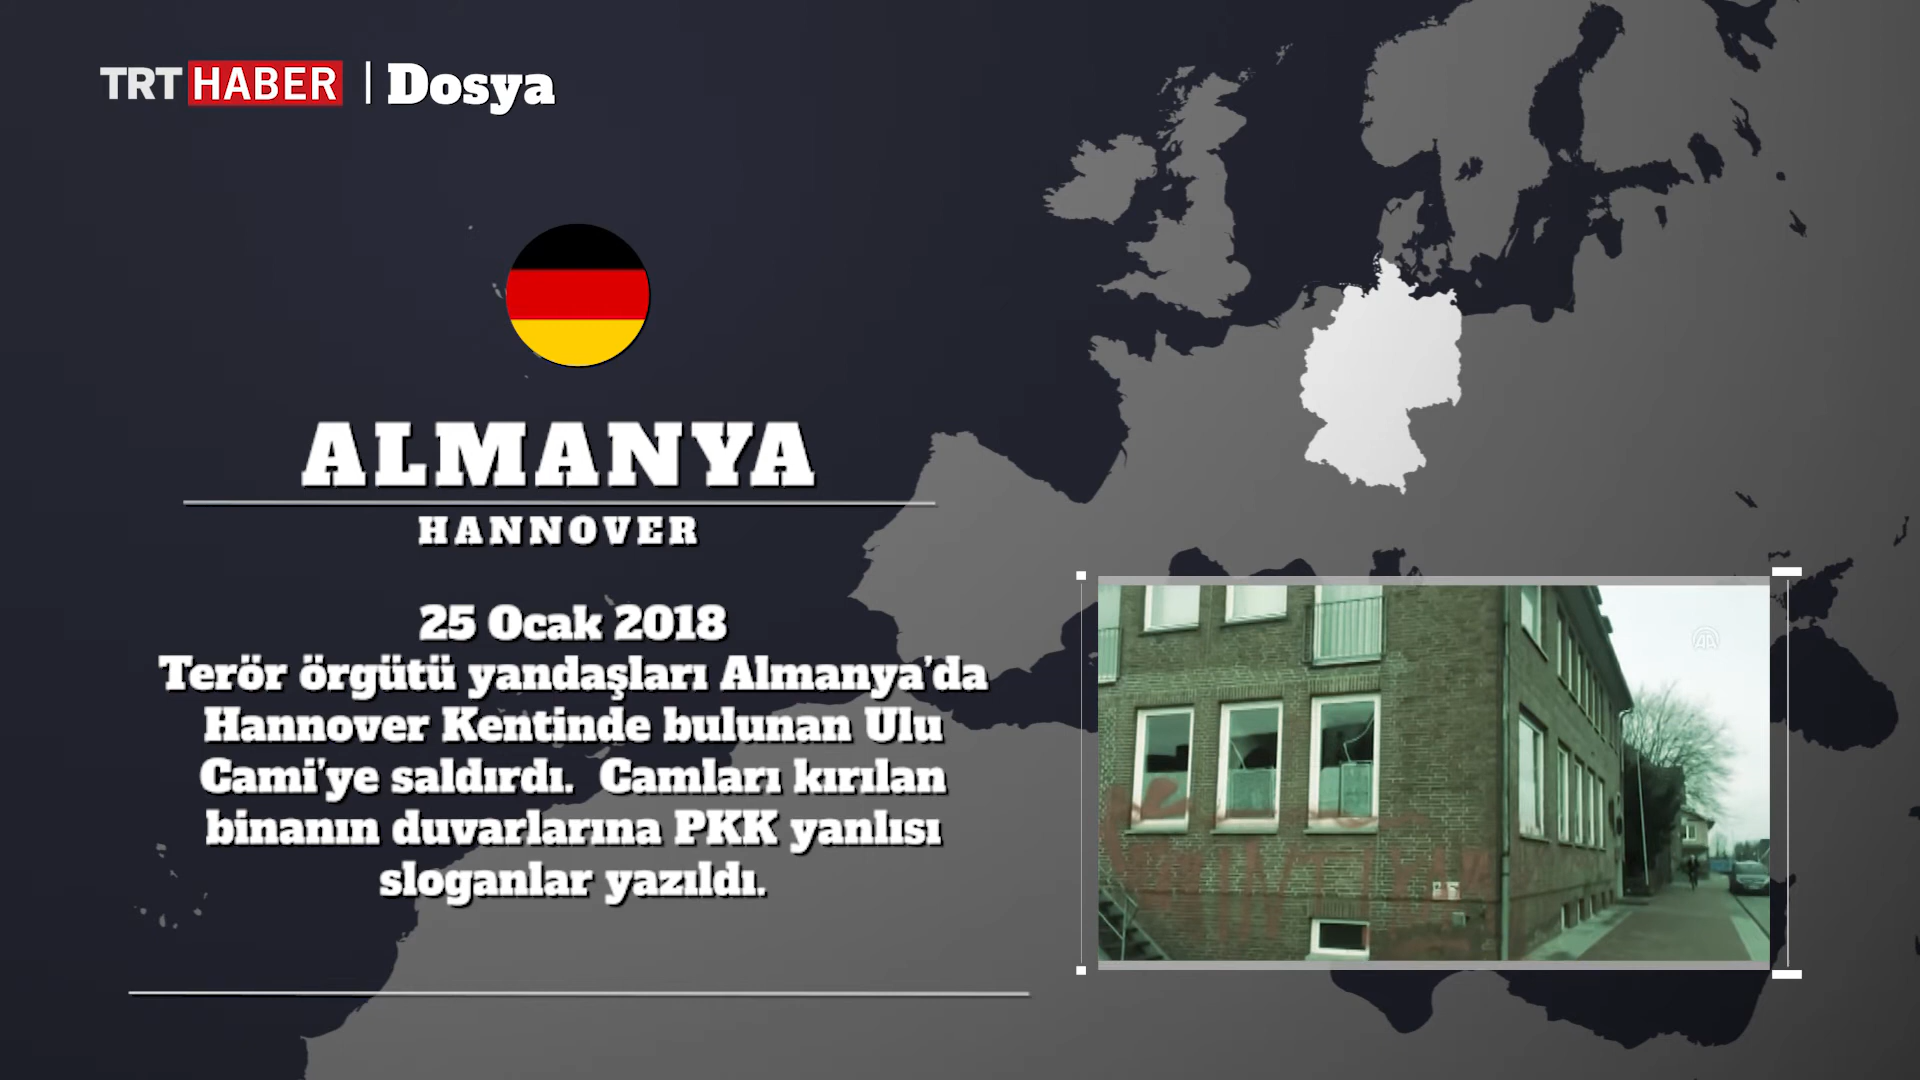 TRT HABER | Dosya
ALMANYA
HANNOVER
25 Ocak 2018
Terör örgütü yandaşları Almanya'da
Hannover Kentinde bulunan Ulu
Cami'ye saldırdı. Camları kırılan
binanın duvarlarına PKK yanlısı
sloganlar yazıldı.
AA